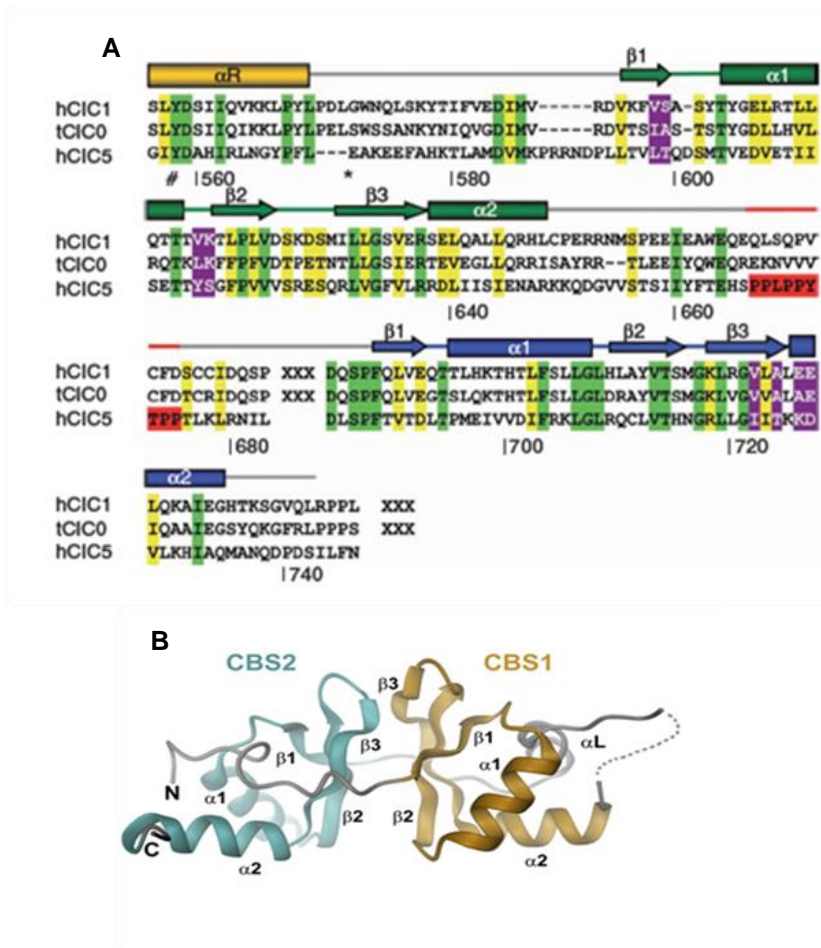 A
αR β1 α1
hClC1 SLYDSIIQVKKLPYLPDLGWNQLSKYTIFVEDIMV-----RDVKFVSA-SYTYGELRTLL
tClC0 SLYDSIIQIKKLPYLPELSWSSANKYNIQVGDIMV-----RDVTSIAS-TSTYGDLLHVL
hClC5 GIYDAHIRLNGYPFL---EAKEEFAHKTLAMDVMKPRRNDPLLTVLTQDSMTVEDVETII
# |560 * |580 |600
β2 β3 α2
hClC1 QTTTVKTLPLVDSKDSMILLGSVERSELQALLQRHLCPERRNMSPEEIEAWEQEQLSQPV
tClC0 RQTKLKFFPFVDTPETNTLLGSIERTEVEGLLQRRISAYRR--TLEEIYQWEQREKNVVV
hClC5 SETTYSGFPVVVSRESQRLVGFVLRRDLIISIENARKKQDGVVSTSIIYFTEHSPPLPPY
|640 |660
β1 α1 β2 β3
hClC1 CFDSCCIDQSP XXX DQSPFQLVEQTTLHKTHTLFSLLGLHLAYVTSMGKLRGVLALEE
tClC0 CFDTCRIDQSP XXX DQSPFQLVEGTSLQKTHTLFSLLGLDRAYVTSMGKLVGVVALAE
hClC5 TPPTLKLRNIL DLSPFTVTDLTPMEIVVDIFRKLGLRQCLVTHNGRLLGIITKKD
|680 |700 |720
α2
hClC1 LQKAIEGHTKSGVQLRPPL XXX
tClC0 IQAAIEGSYQKGFRLPPPS XXX
hClC5 VLKHIAQMANQDPDSILFN
|740
B
CBS2 CBS1
β3
β1 β3 β1 αL
N α1 α1
β2 β2
C α2 α2